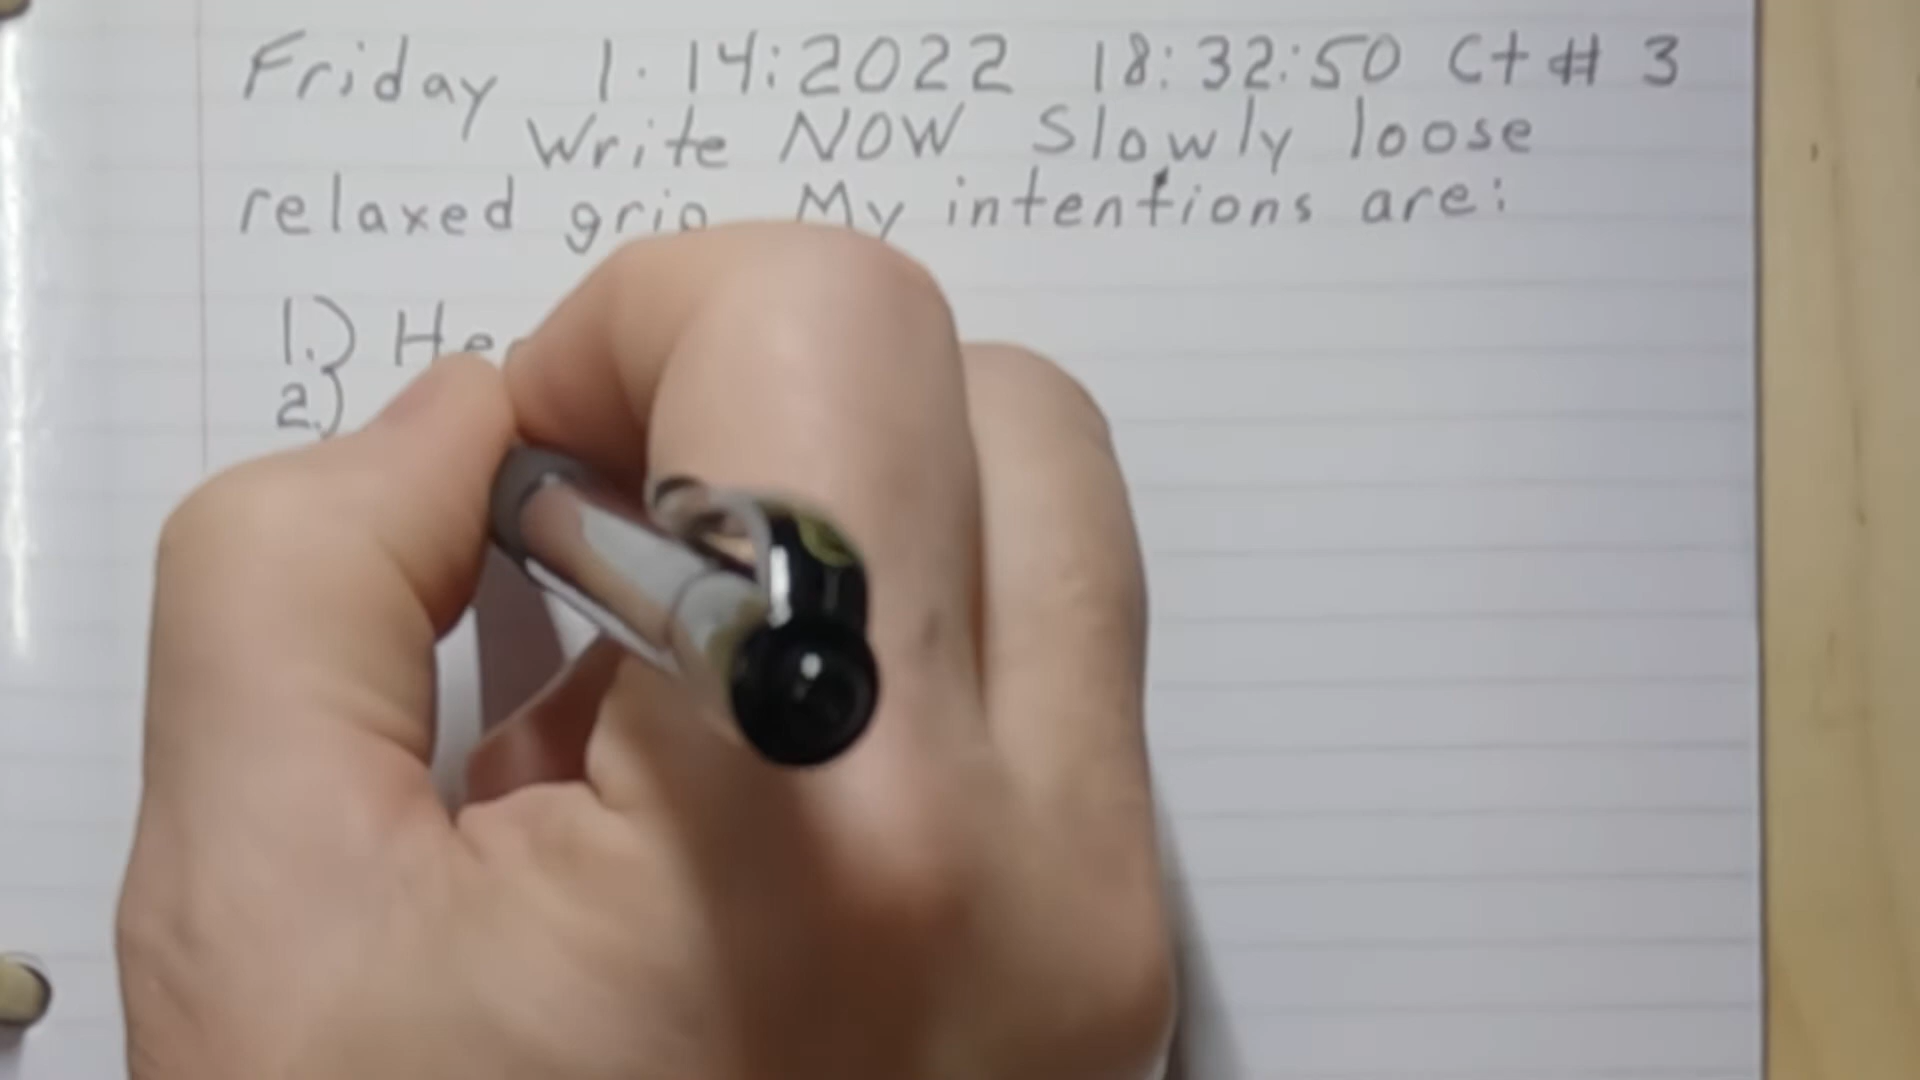 Friday 1.14:2022 18:32:50 Ct # 3
Write NOW Slowly loose
relaxed grip My intentions are:
1.)
2.)